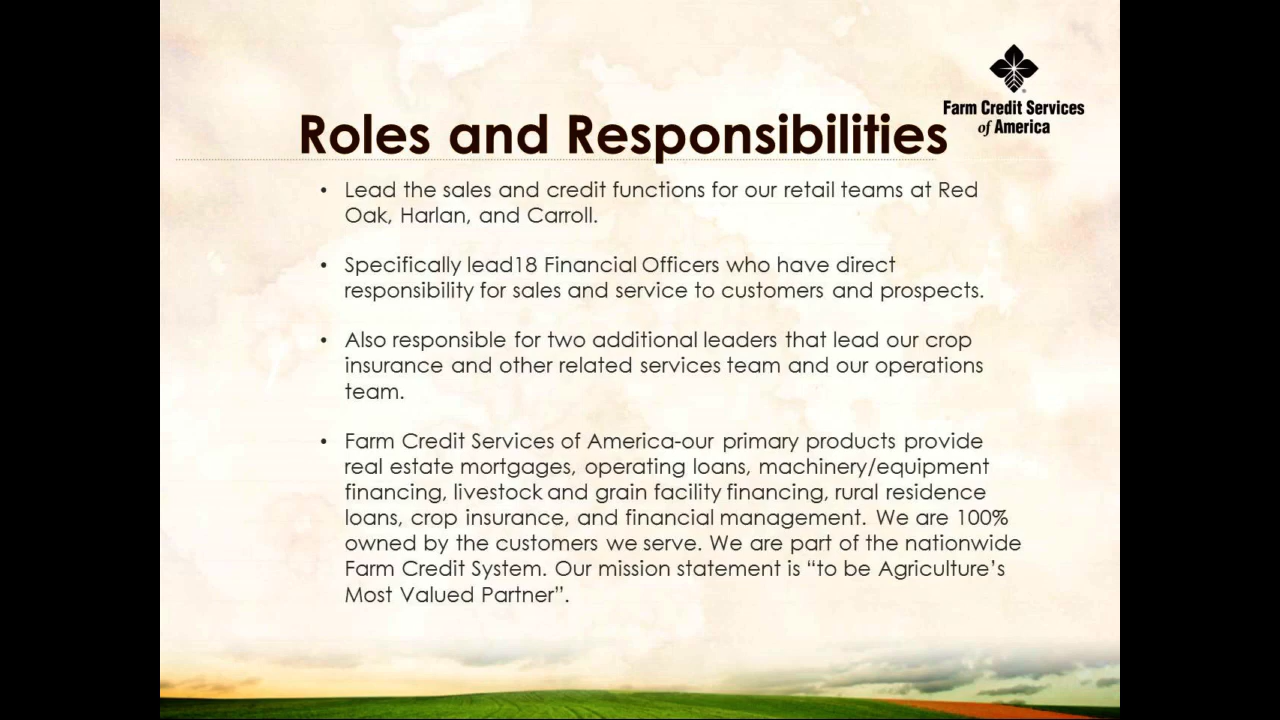 Farm Credit Services
of America
Roles and Responsibilities
• Lead the sales and credit functions for our retail teams at Red
Oak, Harlan, and Carroll.
• Specifically lead18 Financial Officers who have direct
responsibility for sales and service to customers and prospects.
• Also responsible for two additional leaders that lead our crop
insurance and other related services team and our operations
team.
• Farm Credit Services of America-our primary products provide
real estate mortgages, operating loans, machinery/equipment
financing, livestock and grain facility financing, rural residence
loans, crop insurance, and financial management. We are 100%
owned by the customers we serve. We are part of the nationwide
Farm Credit System. Our mission statement is “to be Agriculture’s
Most Valued Partner”.